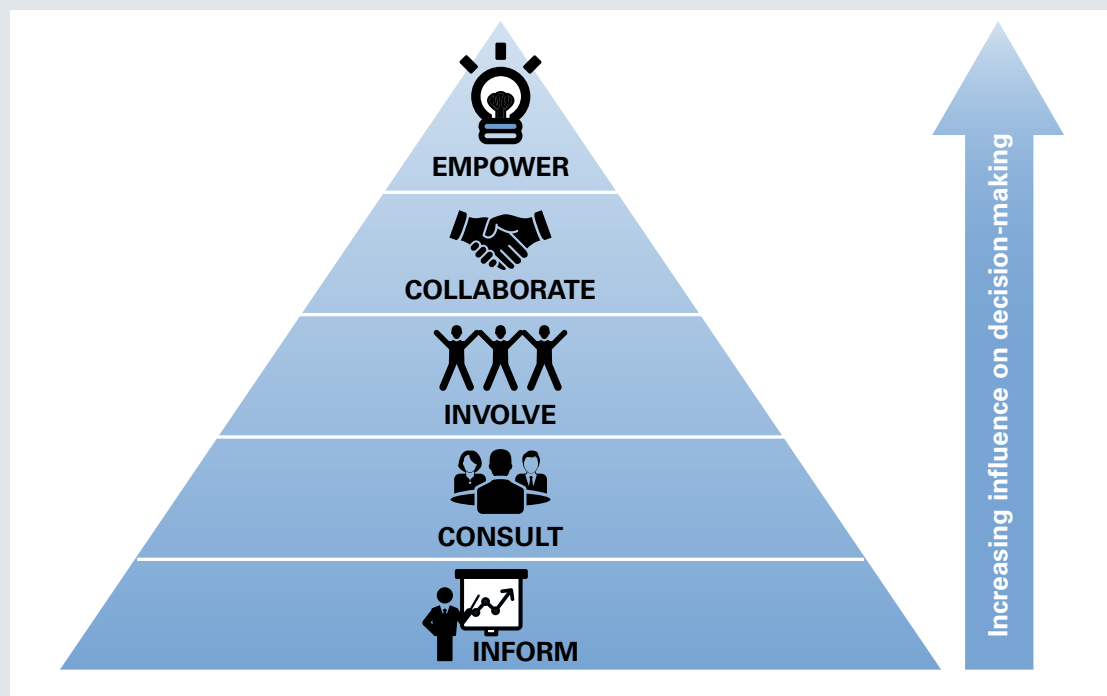 EMPOWER
COLLABORATE
INVOLVE
CONSULT
INFORM
Increasing influence on decision-making